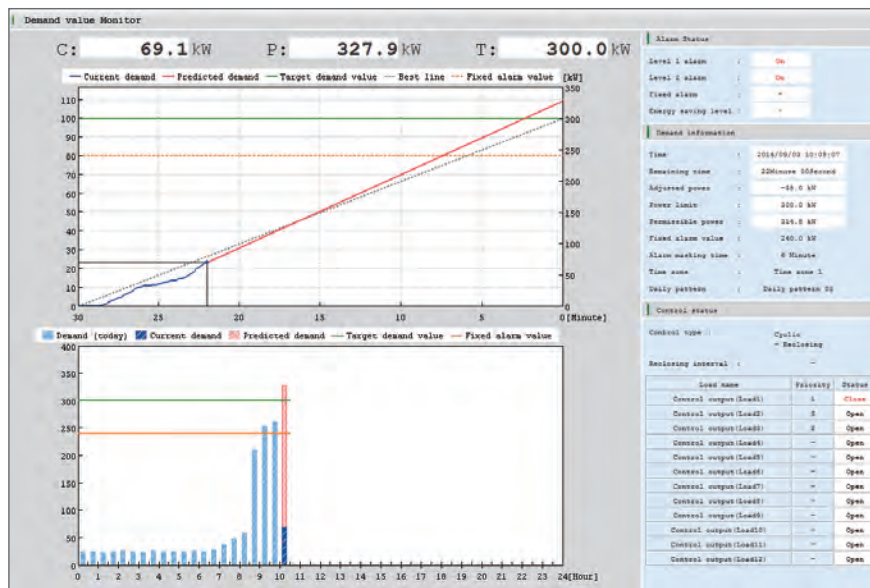 Demand value Monitor
C: 69.1 kW P: 327.9 kW T: 300.0 kW
Current demand Predicted demand Target demand value Best line Fixed alarm value [kW]
110
100
90
80
70
60
50
40
30
20
10
0
350
300
250
200
150
100
50
0
30 25 20 15 10 5 0[Minute]
Demand (today) Current demand Predicted demand Target demand value Fixed alarm value
400
350
300
250
200
150
100
50
0
0 1 2 3 4 5 6 7 8 9 10 11 12 13 14 15 16 17 18 19 20 21 22 23 24[Hour]
Alarm Status
Level 1 alarm : On
Level 2 alarm : On
Fixed alarm : -
Energy saving level : -
Demand information
Time :
Remaining time : 22Minute
Adjusted power : kW
Power limit : kW
Permissible power : kW
Fixed alarm value : 240.0 kW
Alarm masking time : Minute
Time zone : Time zone 1
Daily pattern : Daily pattern
Control status
Control type : Cyclic
+ Reclosing
Reclosing interval : -
Load name Priority Status
Control output(Load1) 1 Close
Control output(Load2) 3 Open
Control output(Load3) 2 Open
Control output(Load4) - Open
Control output(Load5) - Open
Control output(Load6) - Open
Control output(Load7) - Open
Control output(Load8) - Open
Control output(Load9) - Open
Control output(Load10) - Open
Control output(Load11) - Open
Control output(Load12) - Open